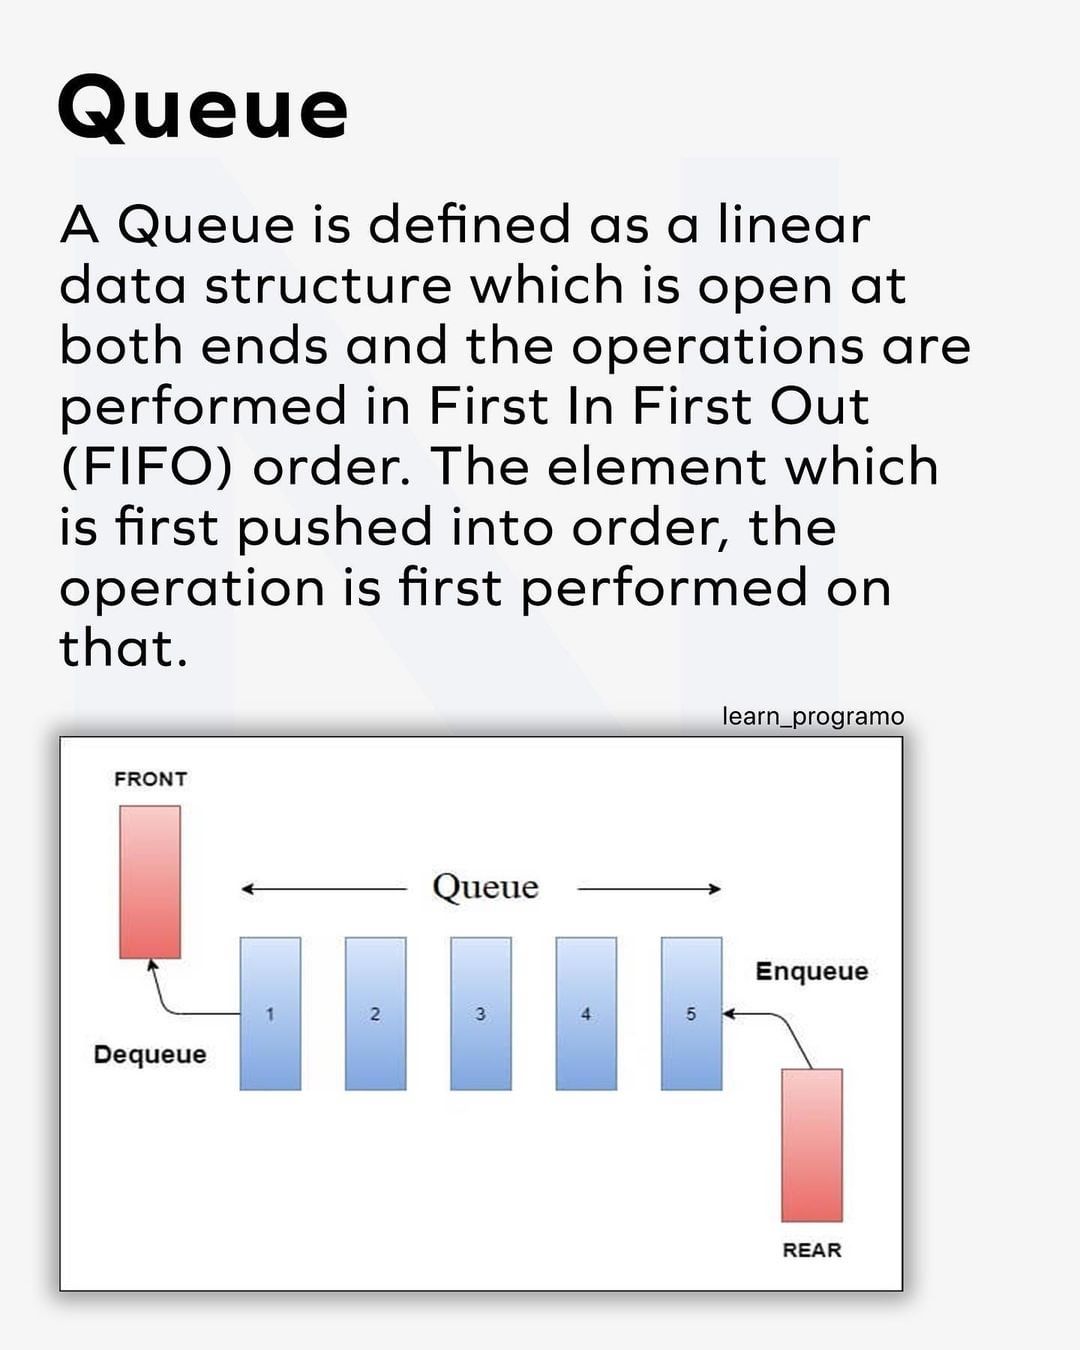 Queue
A Queue is defined as a linear
data structure which is open at
both ends and the operations are
performed in First In First Out
(FIFO) order. The element which
is first pushed into order, the
operation is first performed on
that.
learn_programo
FRONT
Queue
Enqueue
1 2 3 4 5
Dequeue
REAR